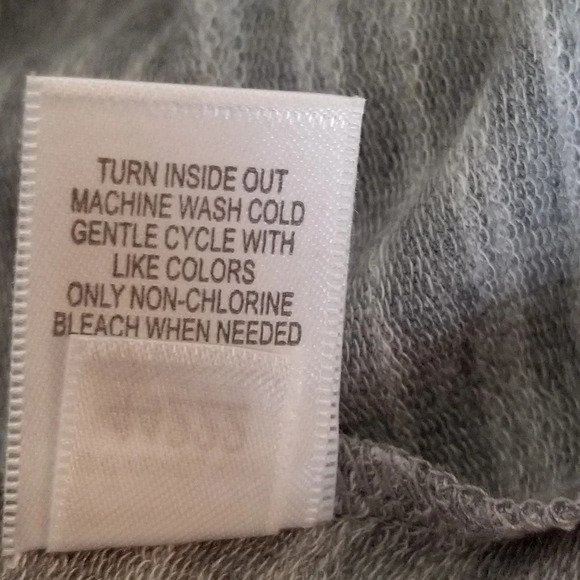 TURN INSIDE OUT
MACHINE WASH COLD
GENTLE CYCLE WITH
LIKE COLORS
ONLY NON-CHLORINE
BLEACH WHEN NEEDED